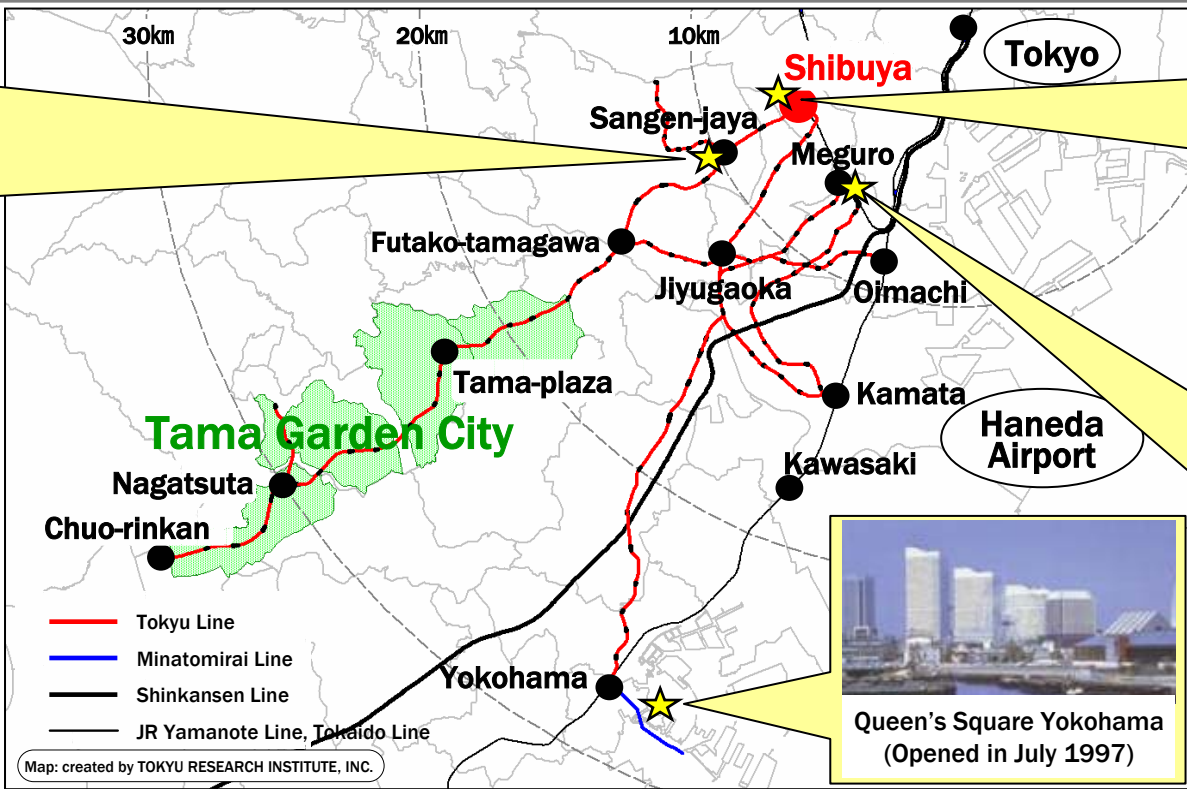 30km
20km
10km
Tokyo
Shibuya
Sangen-jaya
Meguro
Futako-tamagawa
Jiyugaoka
Oimachi
Tama-plaza
Kamata
Tama Garden City
Haneda
Airport
Nagatsuta
Kawasaki
Chuo-rinkan
Tokyu Line
Minatomirai Line
Shinkansen Line
JR Yamanote Line, Tokaido Line
Yokohama
Queen's Square Yokohama
(Opened in July 1997)
Map: created by TOKYU RESEARCH INSTITUTE, INC.